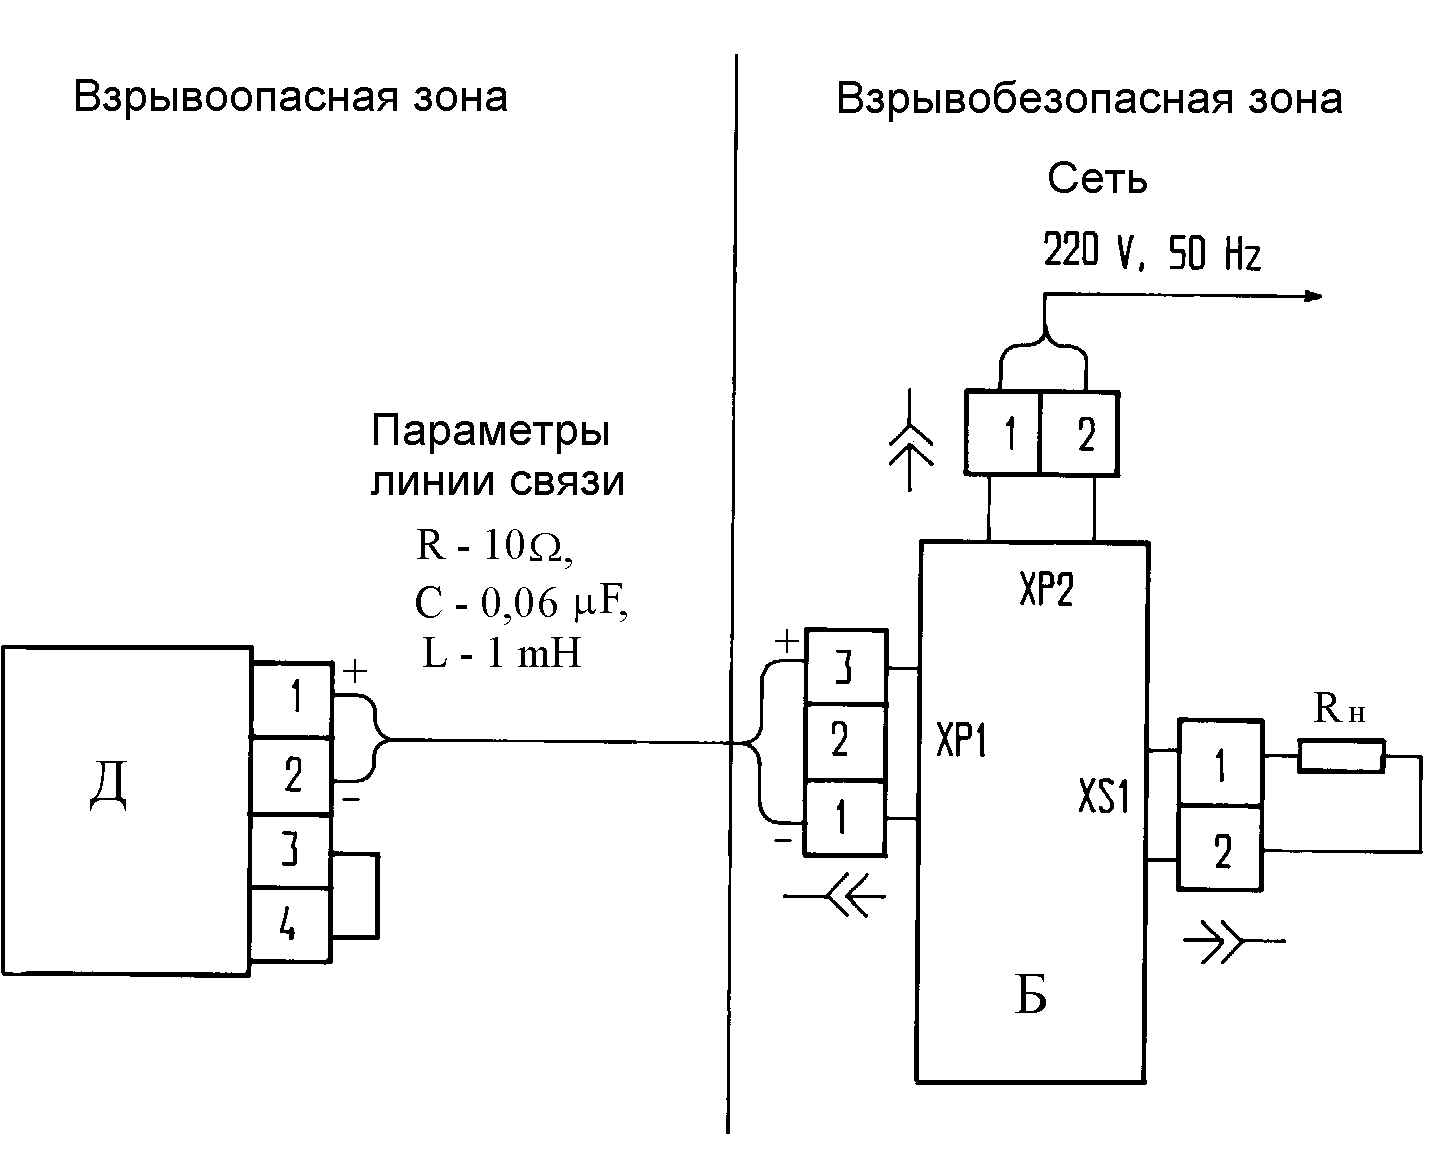 Взрывоопасная зона
Взрывобезопасная зона
Сеть
220 V, 50 Hz
1 2
Параметры
линии связи
R - 10Ω,
C - 0,06 μF,
L - 1 mH
XP2
Д
+
1
2
-
3
4
+
3
2
1
-
XP1
XS1
Б
1
2
Rн